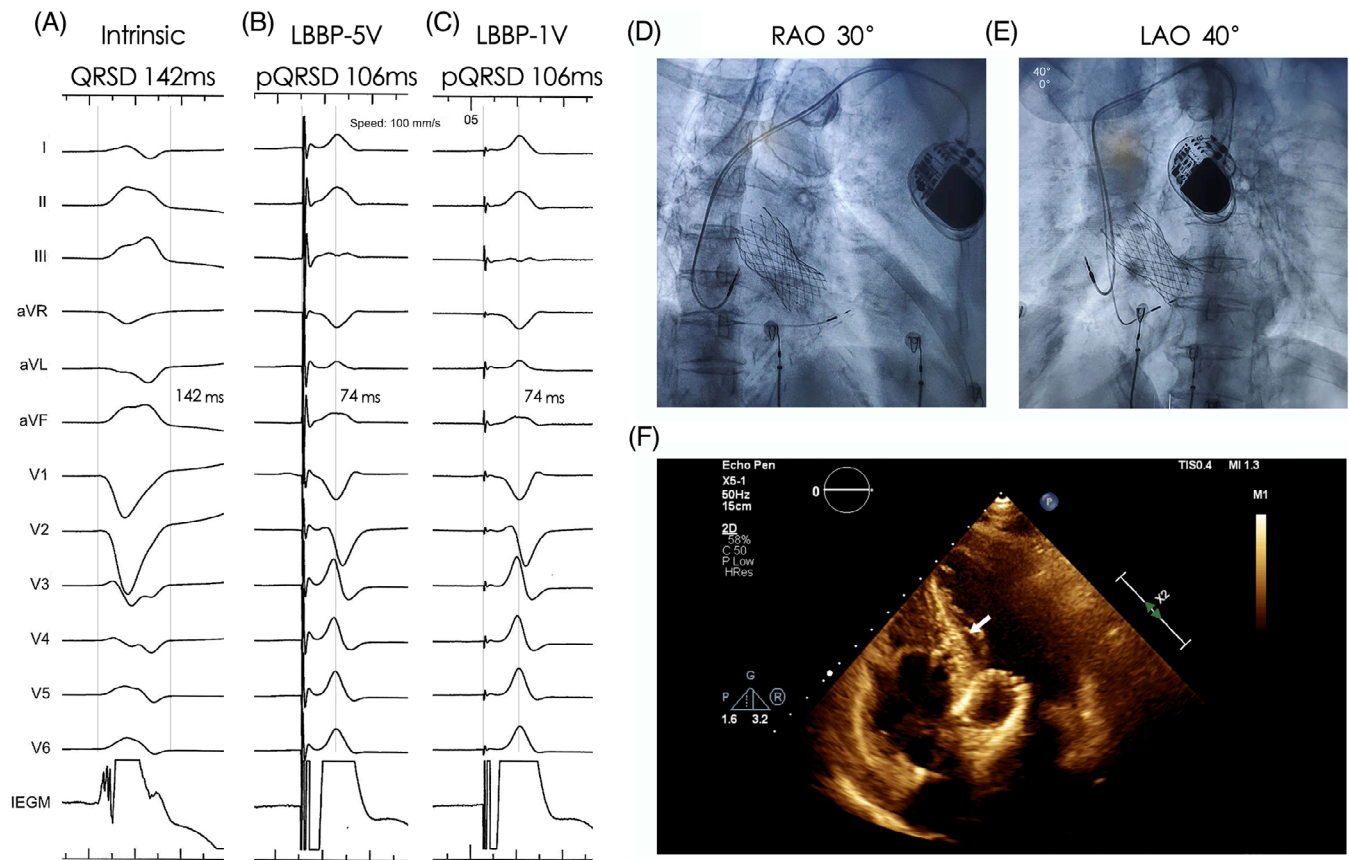 (A)
Intrinsic
QRSD 142ms
(B)
LBBP-5V
pQRSD 106ms
(C)
LBBP-1V
pQRSD 106ms
Speed: 100 mm/s
05
I
II
III
aVR
aVL
142 ms
74 ms
74 ms
aVF
V1
V2
V3
V4
V5
V6
IEGM
(D)
RAO 30°
(E)
LAO 40°
40°
0°
(F)
Echo Pen
X5-1
50Hz
15cm
2D
58%
C 50
P Low
HRes
0
P
TIS0.4 MI 1.3
M1
X2
G
P R
1.6 3.2